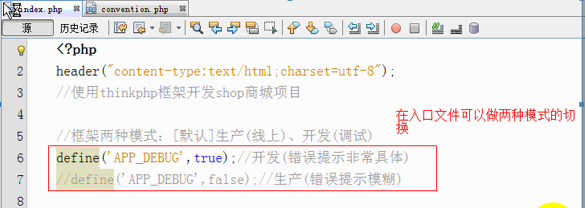 index.php
convention.php
源
历史记录
1
<?php
2
header("content-type:text/html;charset=utf-8");
3
//使用thinkphp框架开发shop商城项目
4
在入口文件可以做两种模式的切
换
5
//框架两种模式：[默认]生产(线上)、开发(调试)
6
define('APP_DEBUG',true);//开发(错误提示非常具体)
7
//define('APP_DEBUG',false);//生产(错误提示模糊)
8